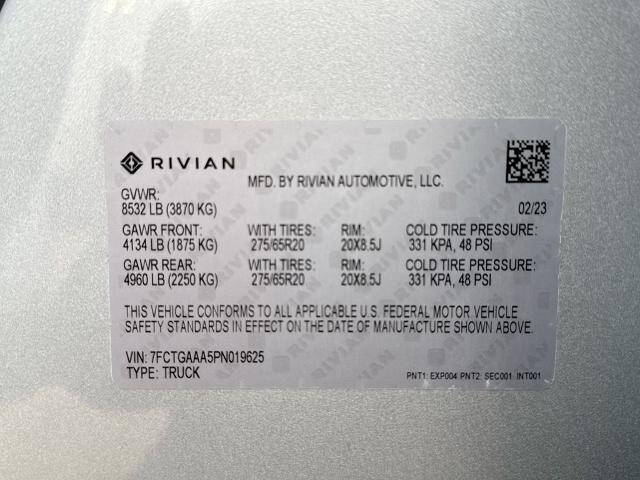 RIVIAN
MFD. BY RIVIAN AUTOMOTIVE, LLC.
GVWR:
8532 LB (3870 KG) 02/23
GAWR FRONT: WITH TIRES: RIM: COLD TIRE PRESSURE:
4134 LB (1875 KG) 275/65R20 20X8.5J 331 KPA, 48 PSI
GAWR REAR: WITH TIRES: RIM: COLD TIRE PRESSURE:
4960 LB (2250 KG) 275/65R20 20X8.5J 331 KPA, 48 PSI
THIS VEHICLE CONFORMS TO ALL APPLICABLE U.S. FEDERAL MOTOR VEHICLE
SAFETY STANDARDS IN EFFECT ON THE DATE OF MANUFACTURE SHOWN ABOVE.
VIN: 7FCTGAAA5PN019625
TYPE: TRUCK PNT1: EXP004 PNT2: SEC001 INT001